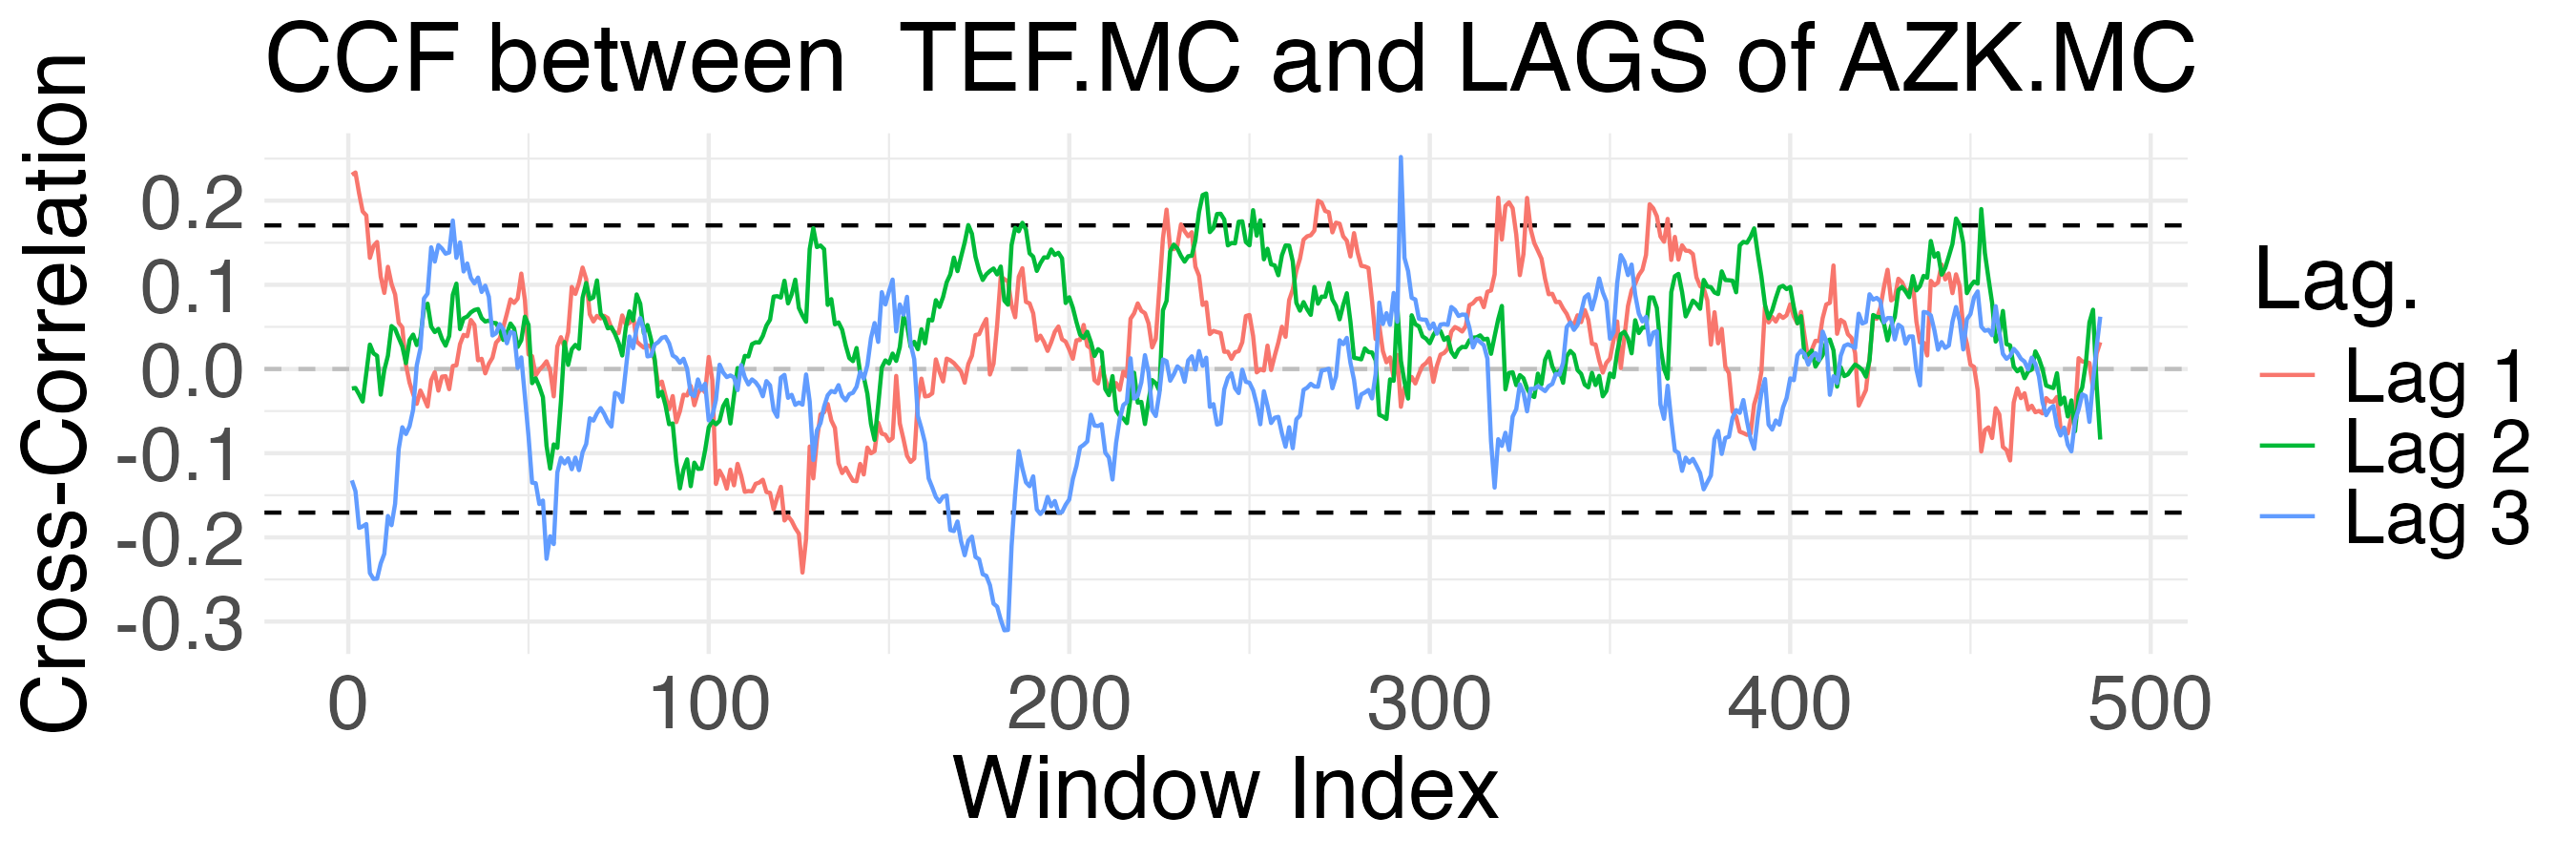 CCF between  TEF.MC and LAGS of AZK.MC
Cross-Correlation
0.2
0.1
0.0
-0.1
-0.2
-0.3
0 100 200 300 400 500
Window Index
Lag.
Lag 1
Lag 2
Lag 3